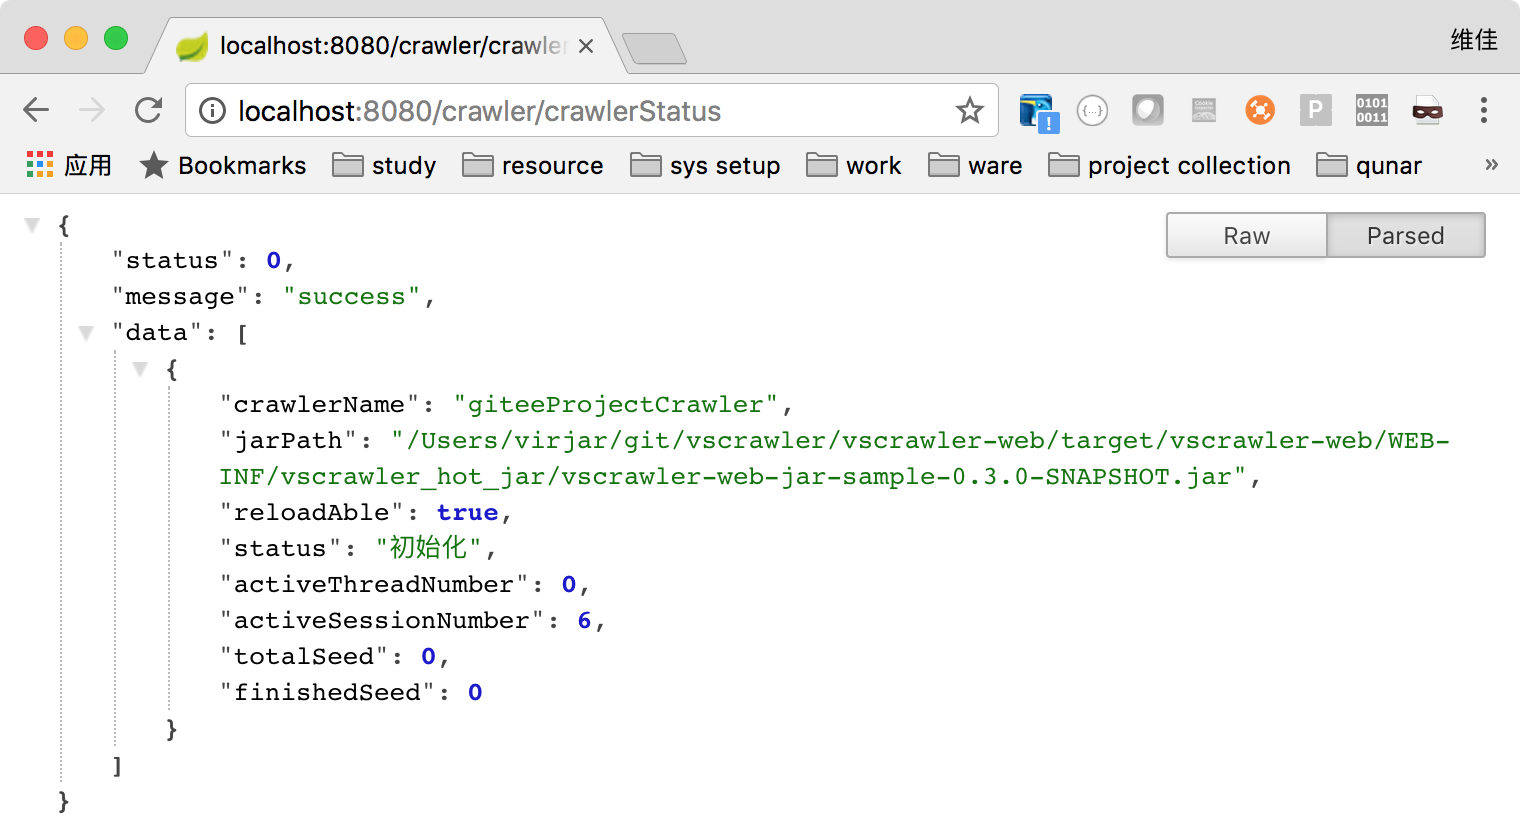 localhost:8080/crawler/crawler
维佳
localhost:8080/crawler/crawlerStatus
{...}
P
0101
0011
应用 Bookmarks study resource sys setup work ware project collection qunar »
Raw Parsed
{
"status": 0,
"message": "success",
"data": [
{
"crawlerName": "giteeProjectCrawler",
"jarPath": "/Users/virjar/git/vscrawler/vscrawler-web/target/vscrawler-web/WEB-
INF/vscrawler_hot_jar/vscrawler-web-jar-sample-0.3.0-SNAPSHOT.jar",
"reloadAble": true,
"status": "初始化",
"activeThreadNumber": 0,
"activeSessionNumber": 6,
"totalSeed": 0,
"finishedSeed": 0
}
]
}